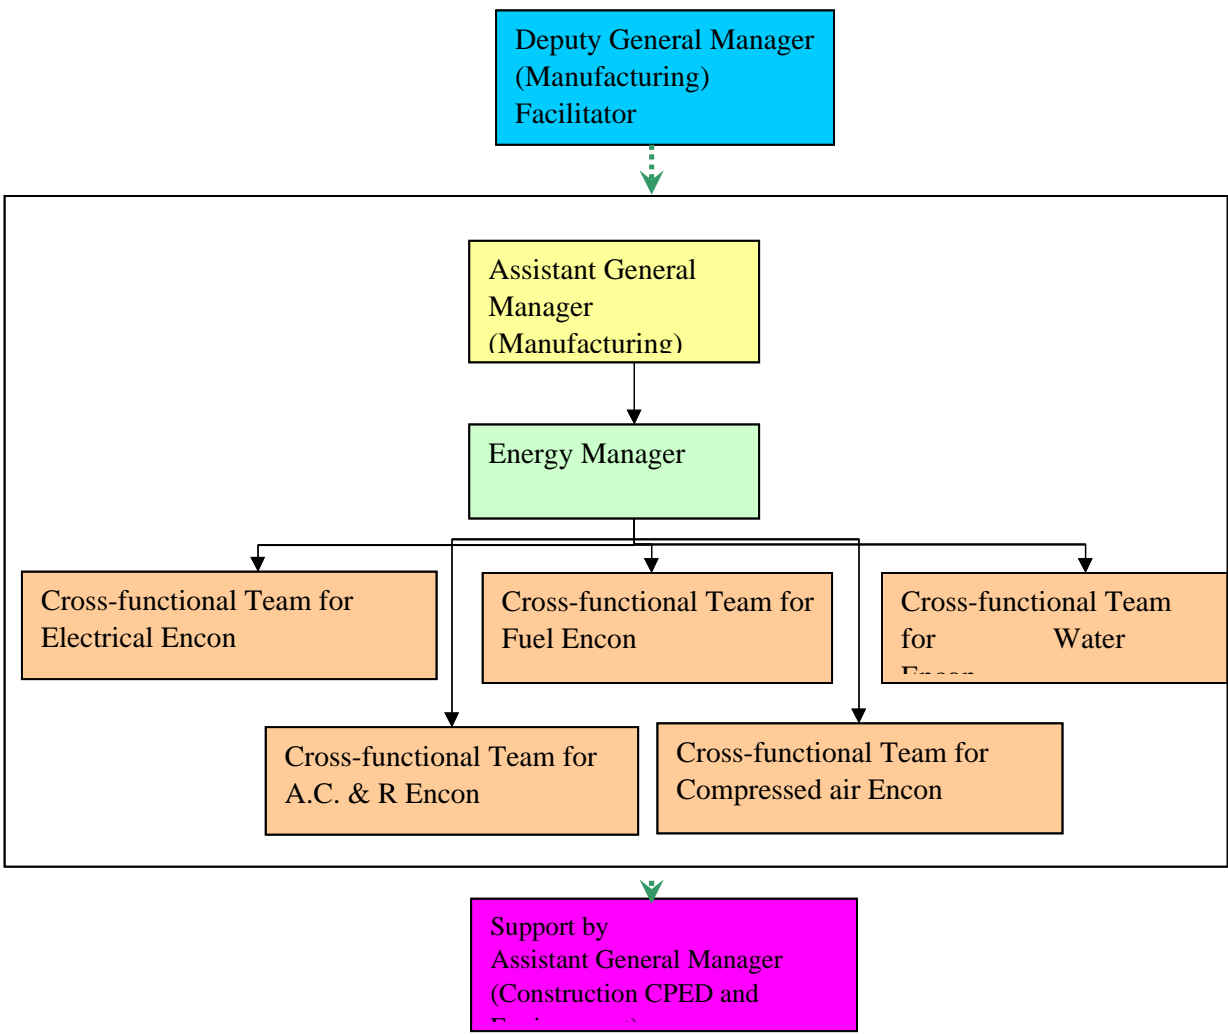 Deputy General Manager
(Manufacturing)
Facilitator
Assistant General
Manager
(Manufacturing)
Energy Manager
Cross-functional Team for
Electrical Encon
Cross-functional Team for
Fuel Encon
Cross-functional Team
for Water
Encon
Cross-functional Team for
A.C. & R Encon
Cross-functional Team for
Compressed air Encon
Support by
Assistant General Manager
(Construction CPED and